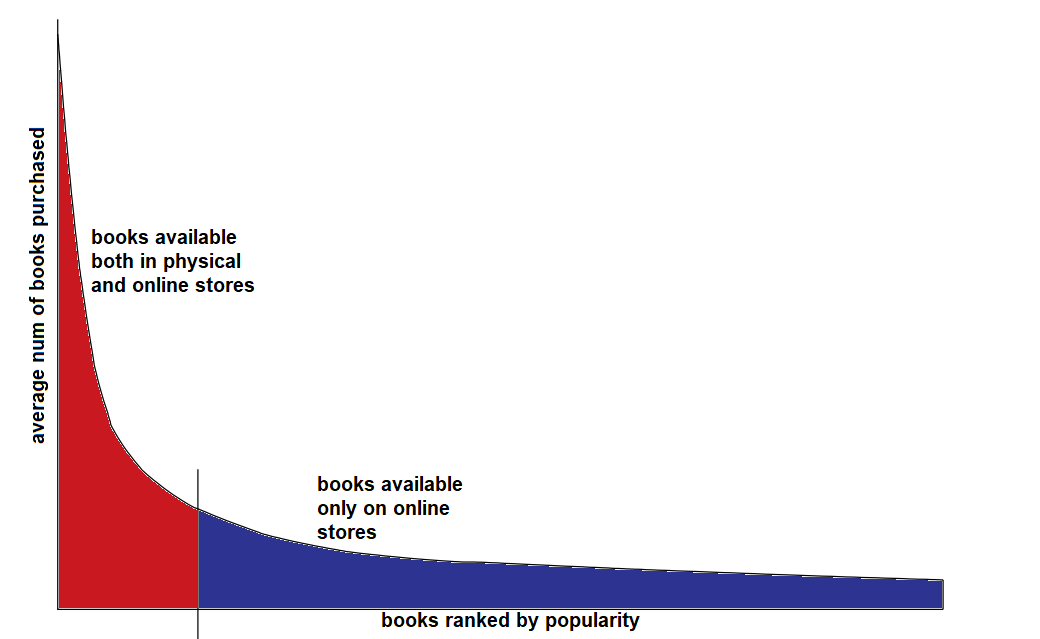 average num of books purchased
books available
both in physical
and online stores
books available
only on online
stores
books ranked by popularity